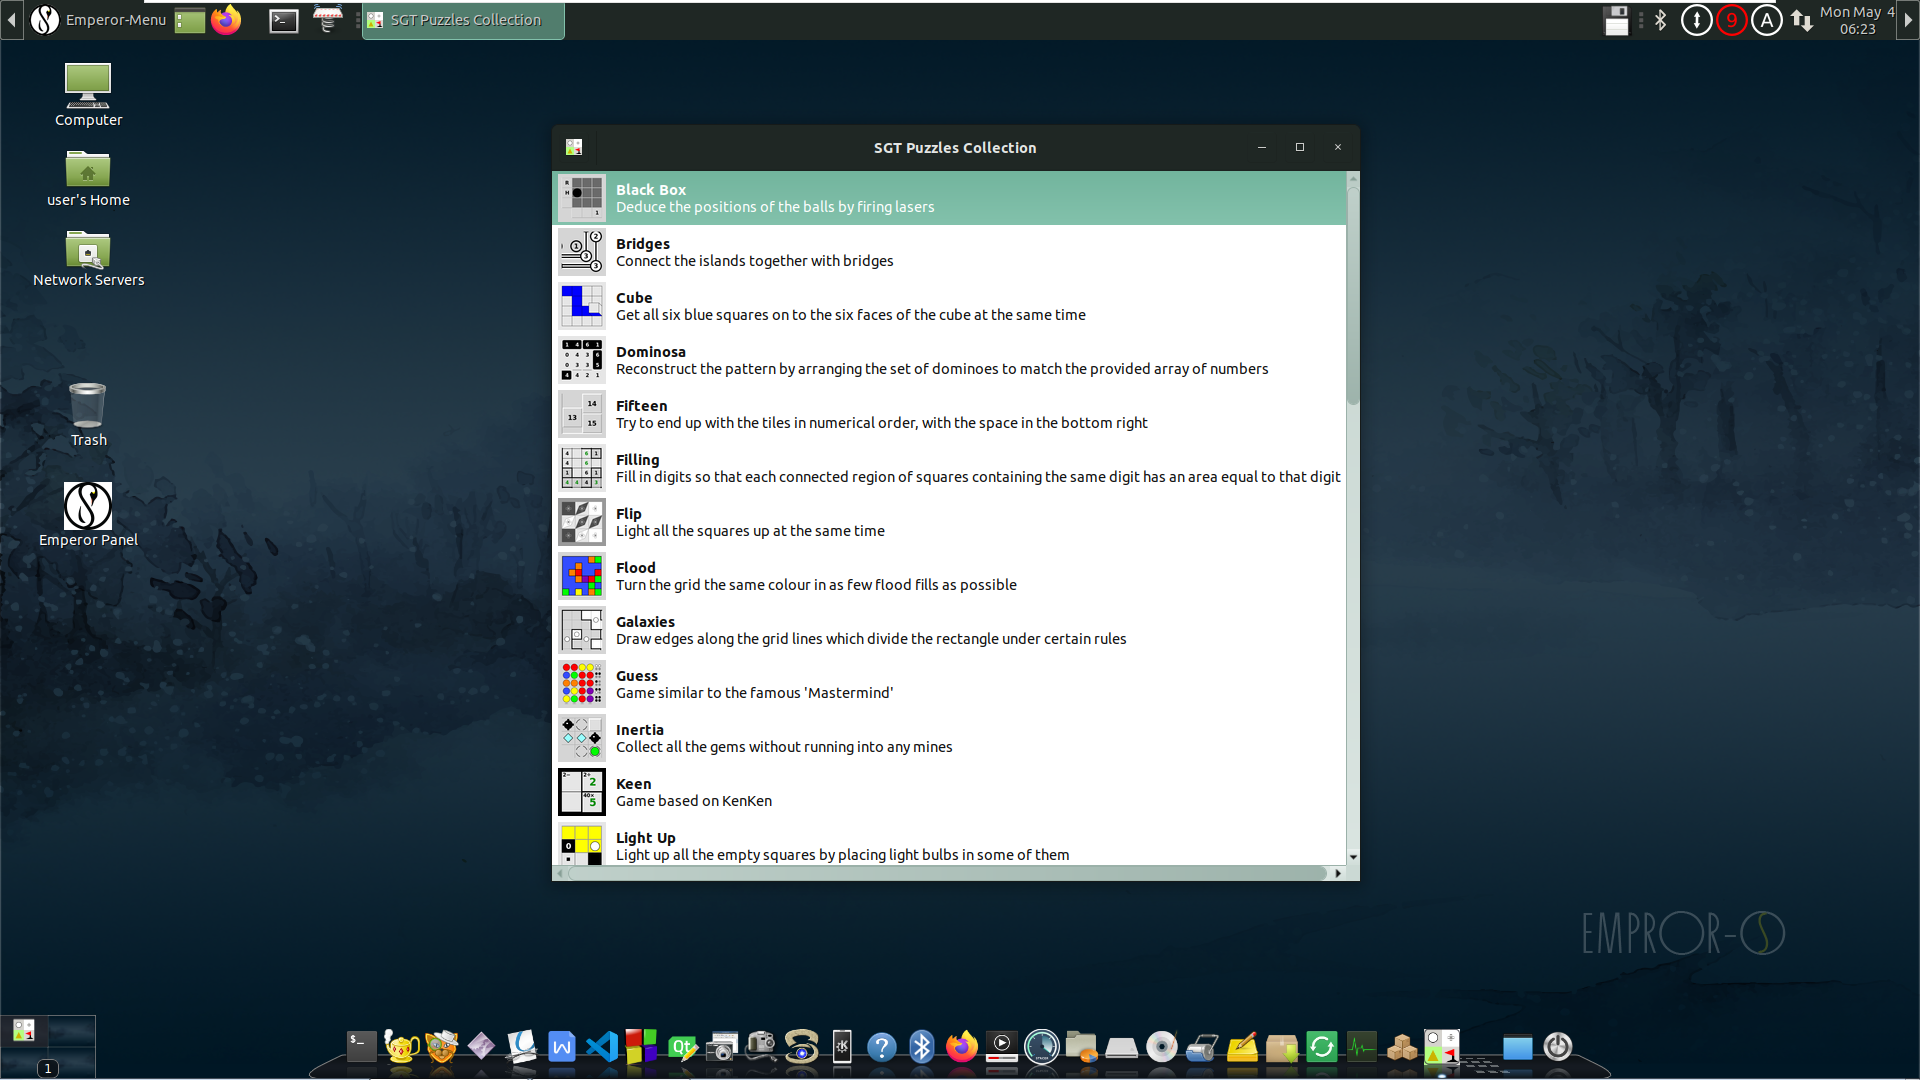 Emperor-Menu
SGT Puzzles Collection
9
A
Mon May 4
06:23
Computer
user's Home
Network Servers
Trash
Emperor Panel
SGT Puzzles Collection
Black Box
Deduce the positions of the balls by firing lasers
Bridges
Connect the islands together with bridges
Cube
Get all six blue squares on to the six faces of the cube at the same time
Dominosa
Reconstruct the pattern by arranging the set of dominoes to match the provided array of numbers
Fifteen
Try to end up with the tiles in numerical order, with the space in the bottom right
14
13
15
Filling
Fill in digits so that each connected region of squares containing the same digit has an area equal to that digit
Flip
Light all the squares up at the same time
Flood
Turn the grid the same colour in as few flood fills as possible
Galaxies
Draw edges along the grid lines which divide the rectangle under certain rules
Guess
Game similar to the famous 'Mastermind'
Inertia
Collect all the gems without running into any mines
Keen
Game based on KenKen
Light Up
Light up all the empty squares by placing light bulbs in some of them
EMPROR-OS
1